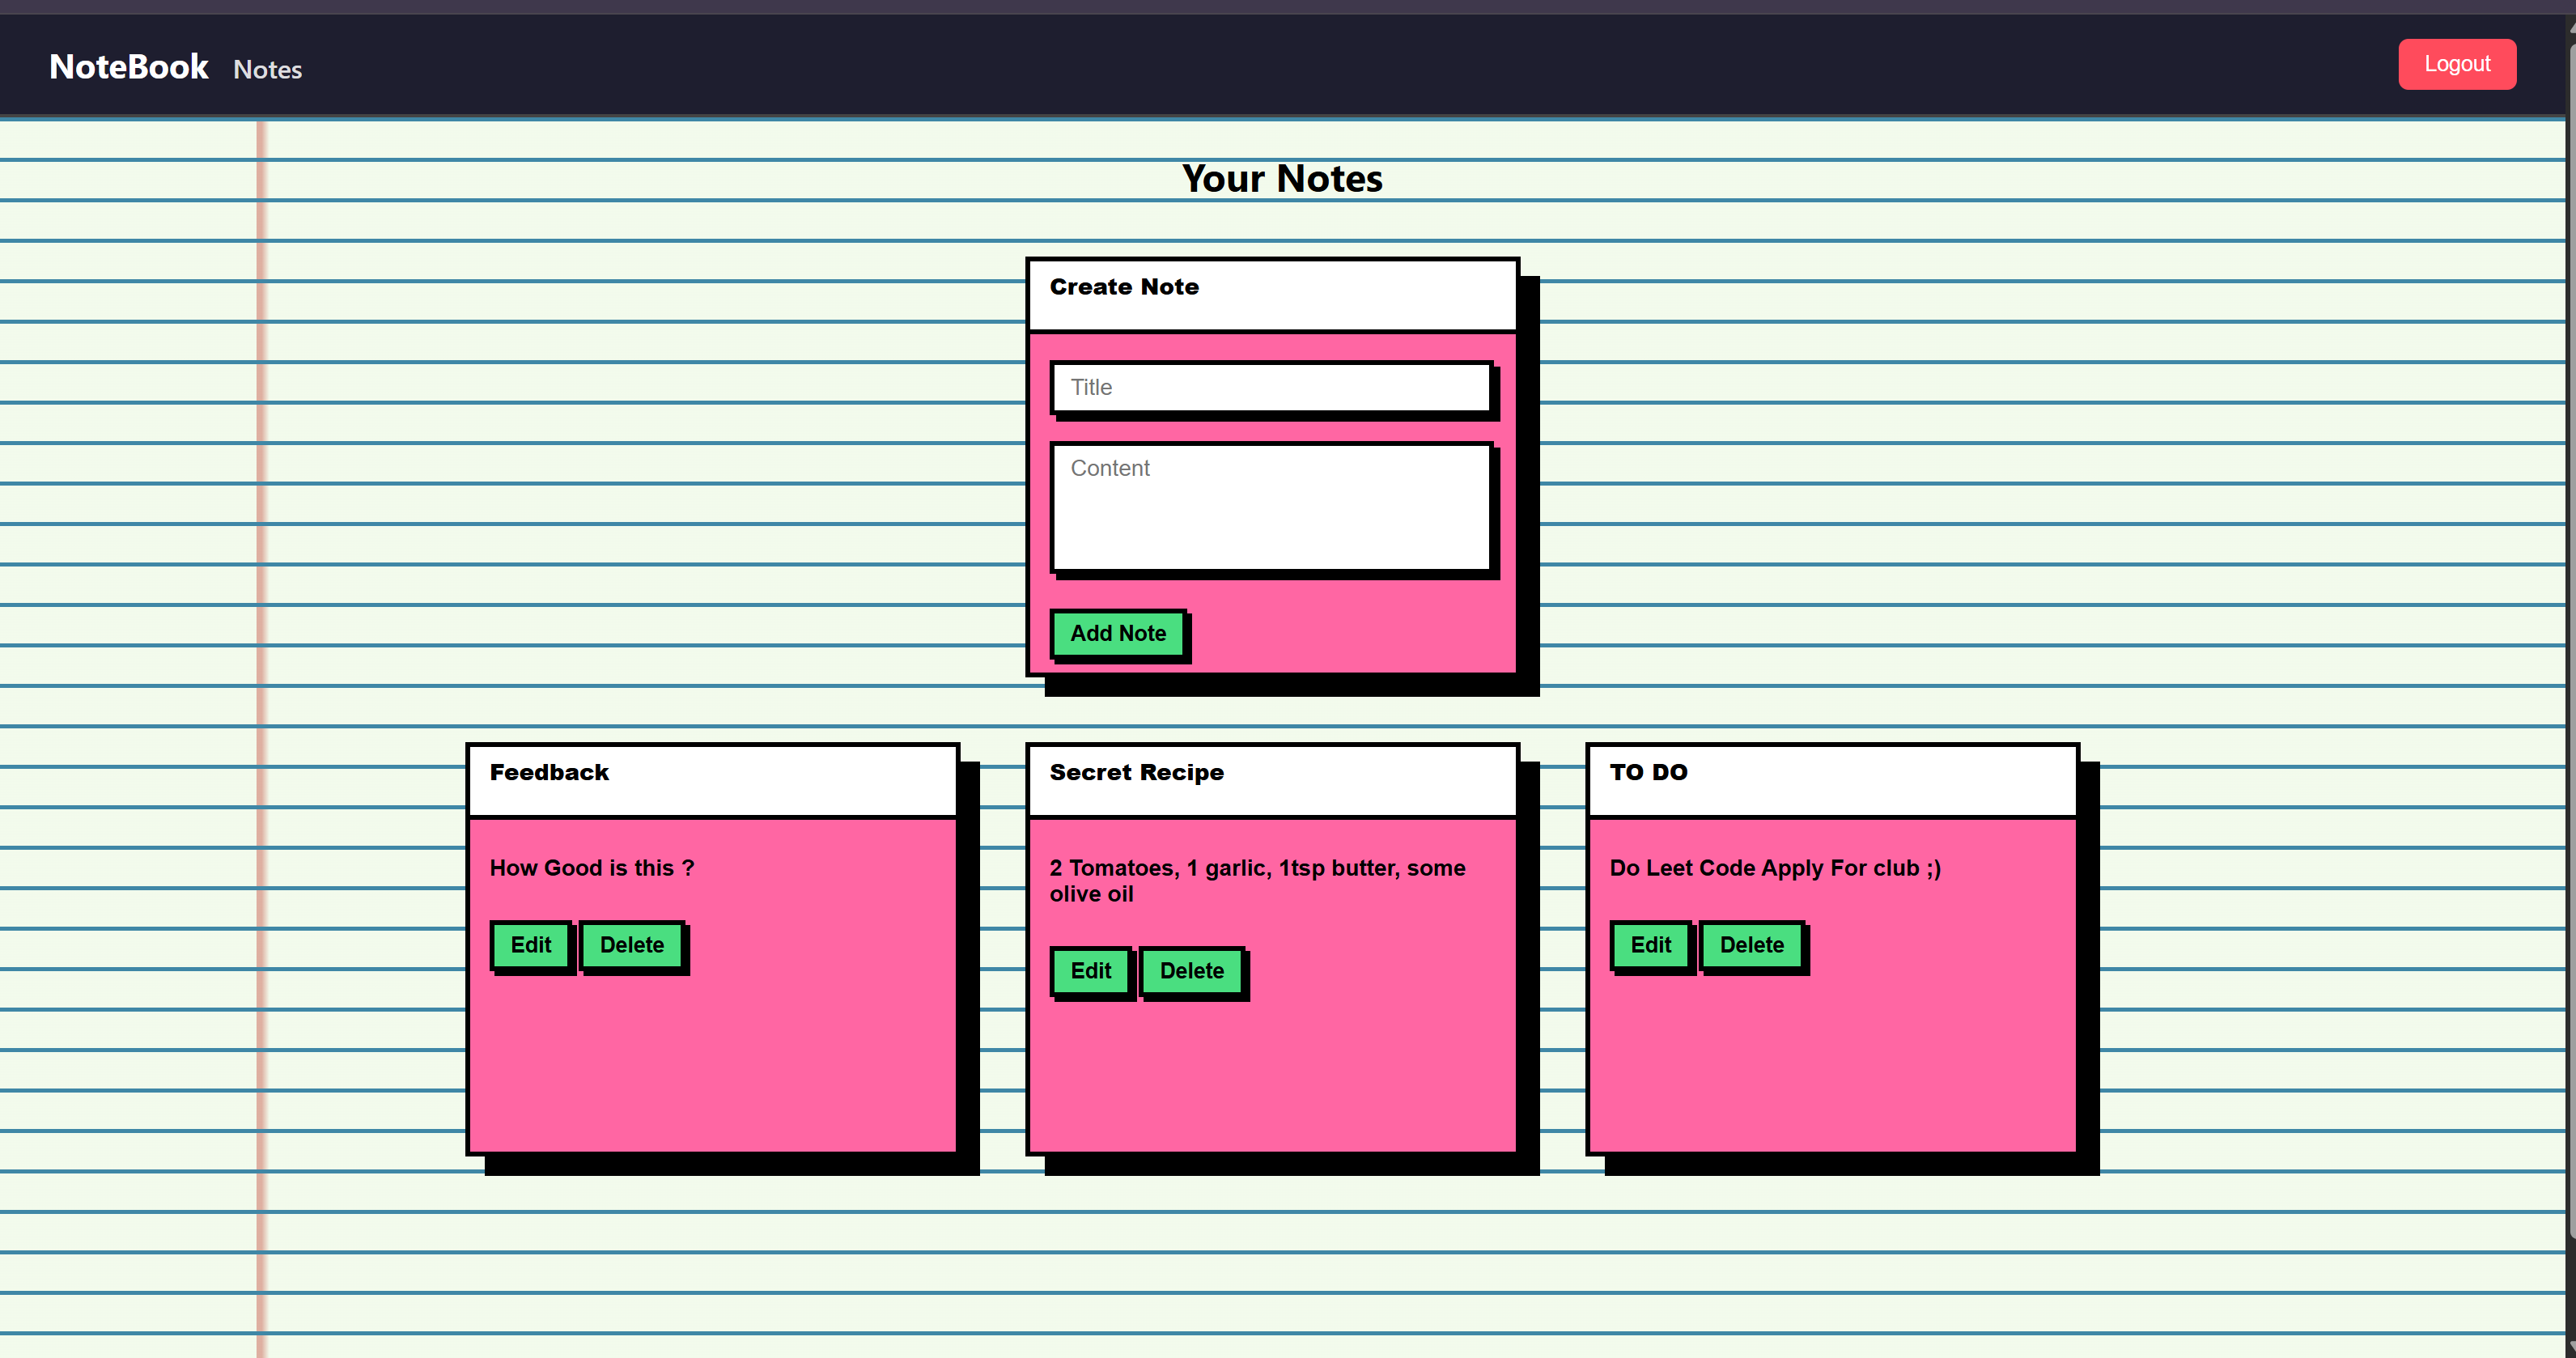 NoteBook Notes Logout
Your Notes
Create Note
Title
Content
Add Note
Feedback
How Good is this ?
Edit Delete
Secret Recipe
2 Tomatoes, 1 garlic, 1tsp butter, some
olive oil
Edit Delete
TO DO
Do Leet Code Apply For club ;)
Edit Delete